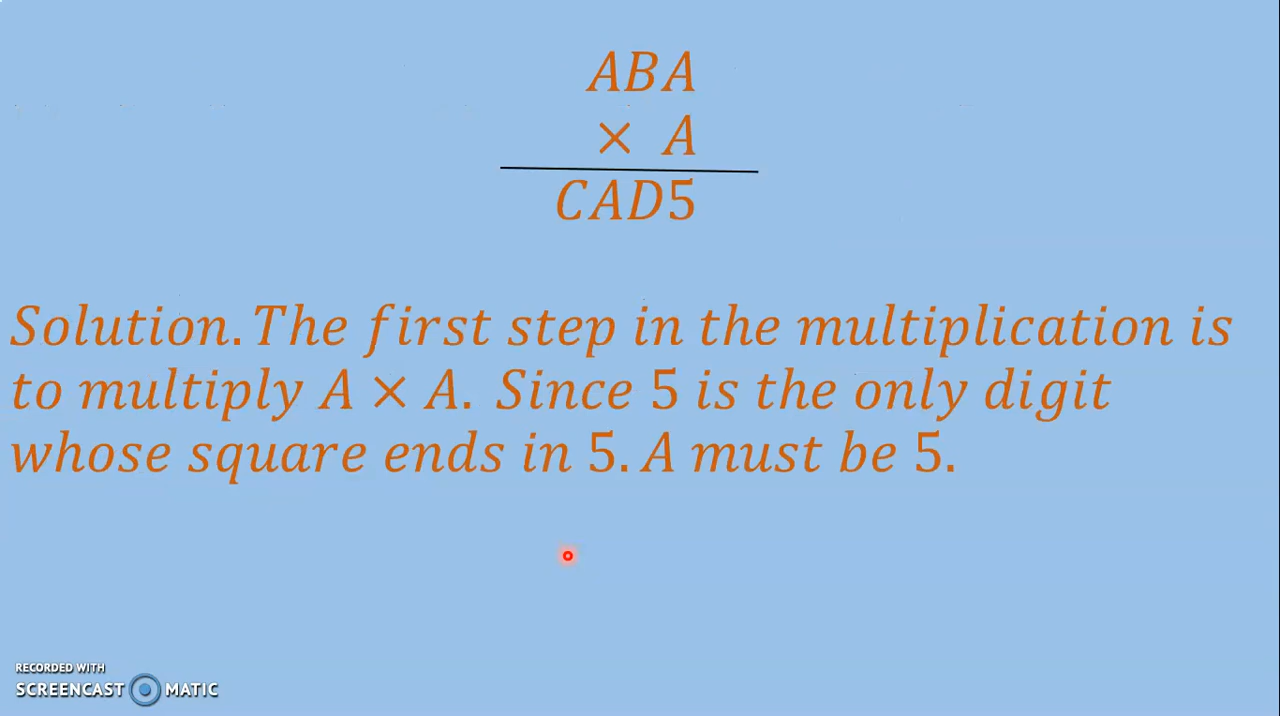 ABA
× A
CAD5
Solution. The first step in the multiplication is
to multiply A × A. Since 5 is the only digit
whose square ends in 5. A must be 5.
RECORDED WITH
SCREENCAST MATIC